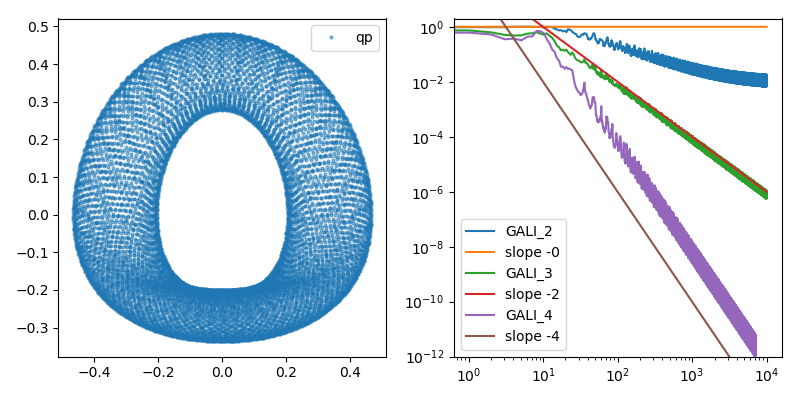 0.5
0.4
0.3
0.2
0.1
0.0
−0.1
−0.2
−0.3
−0.4 −0.2 0.0 0.2 0.4
qp
10^0
10^−2
10^−4
10^−6
10^−8
10^−10
10^−12
10^0 10^1 10^2 10^3 10^4
GALI_2
slope -0
GALI_3
slope -2
GALI_4
slope -4